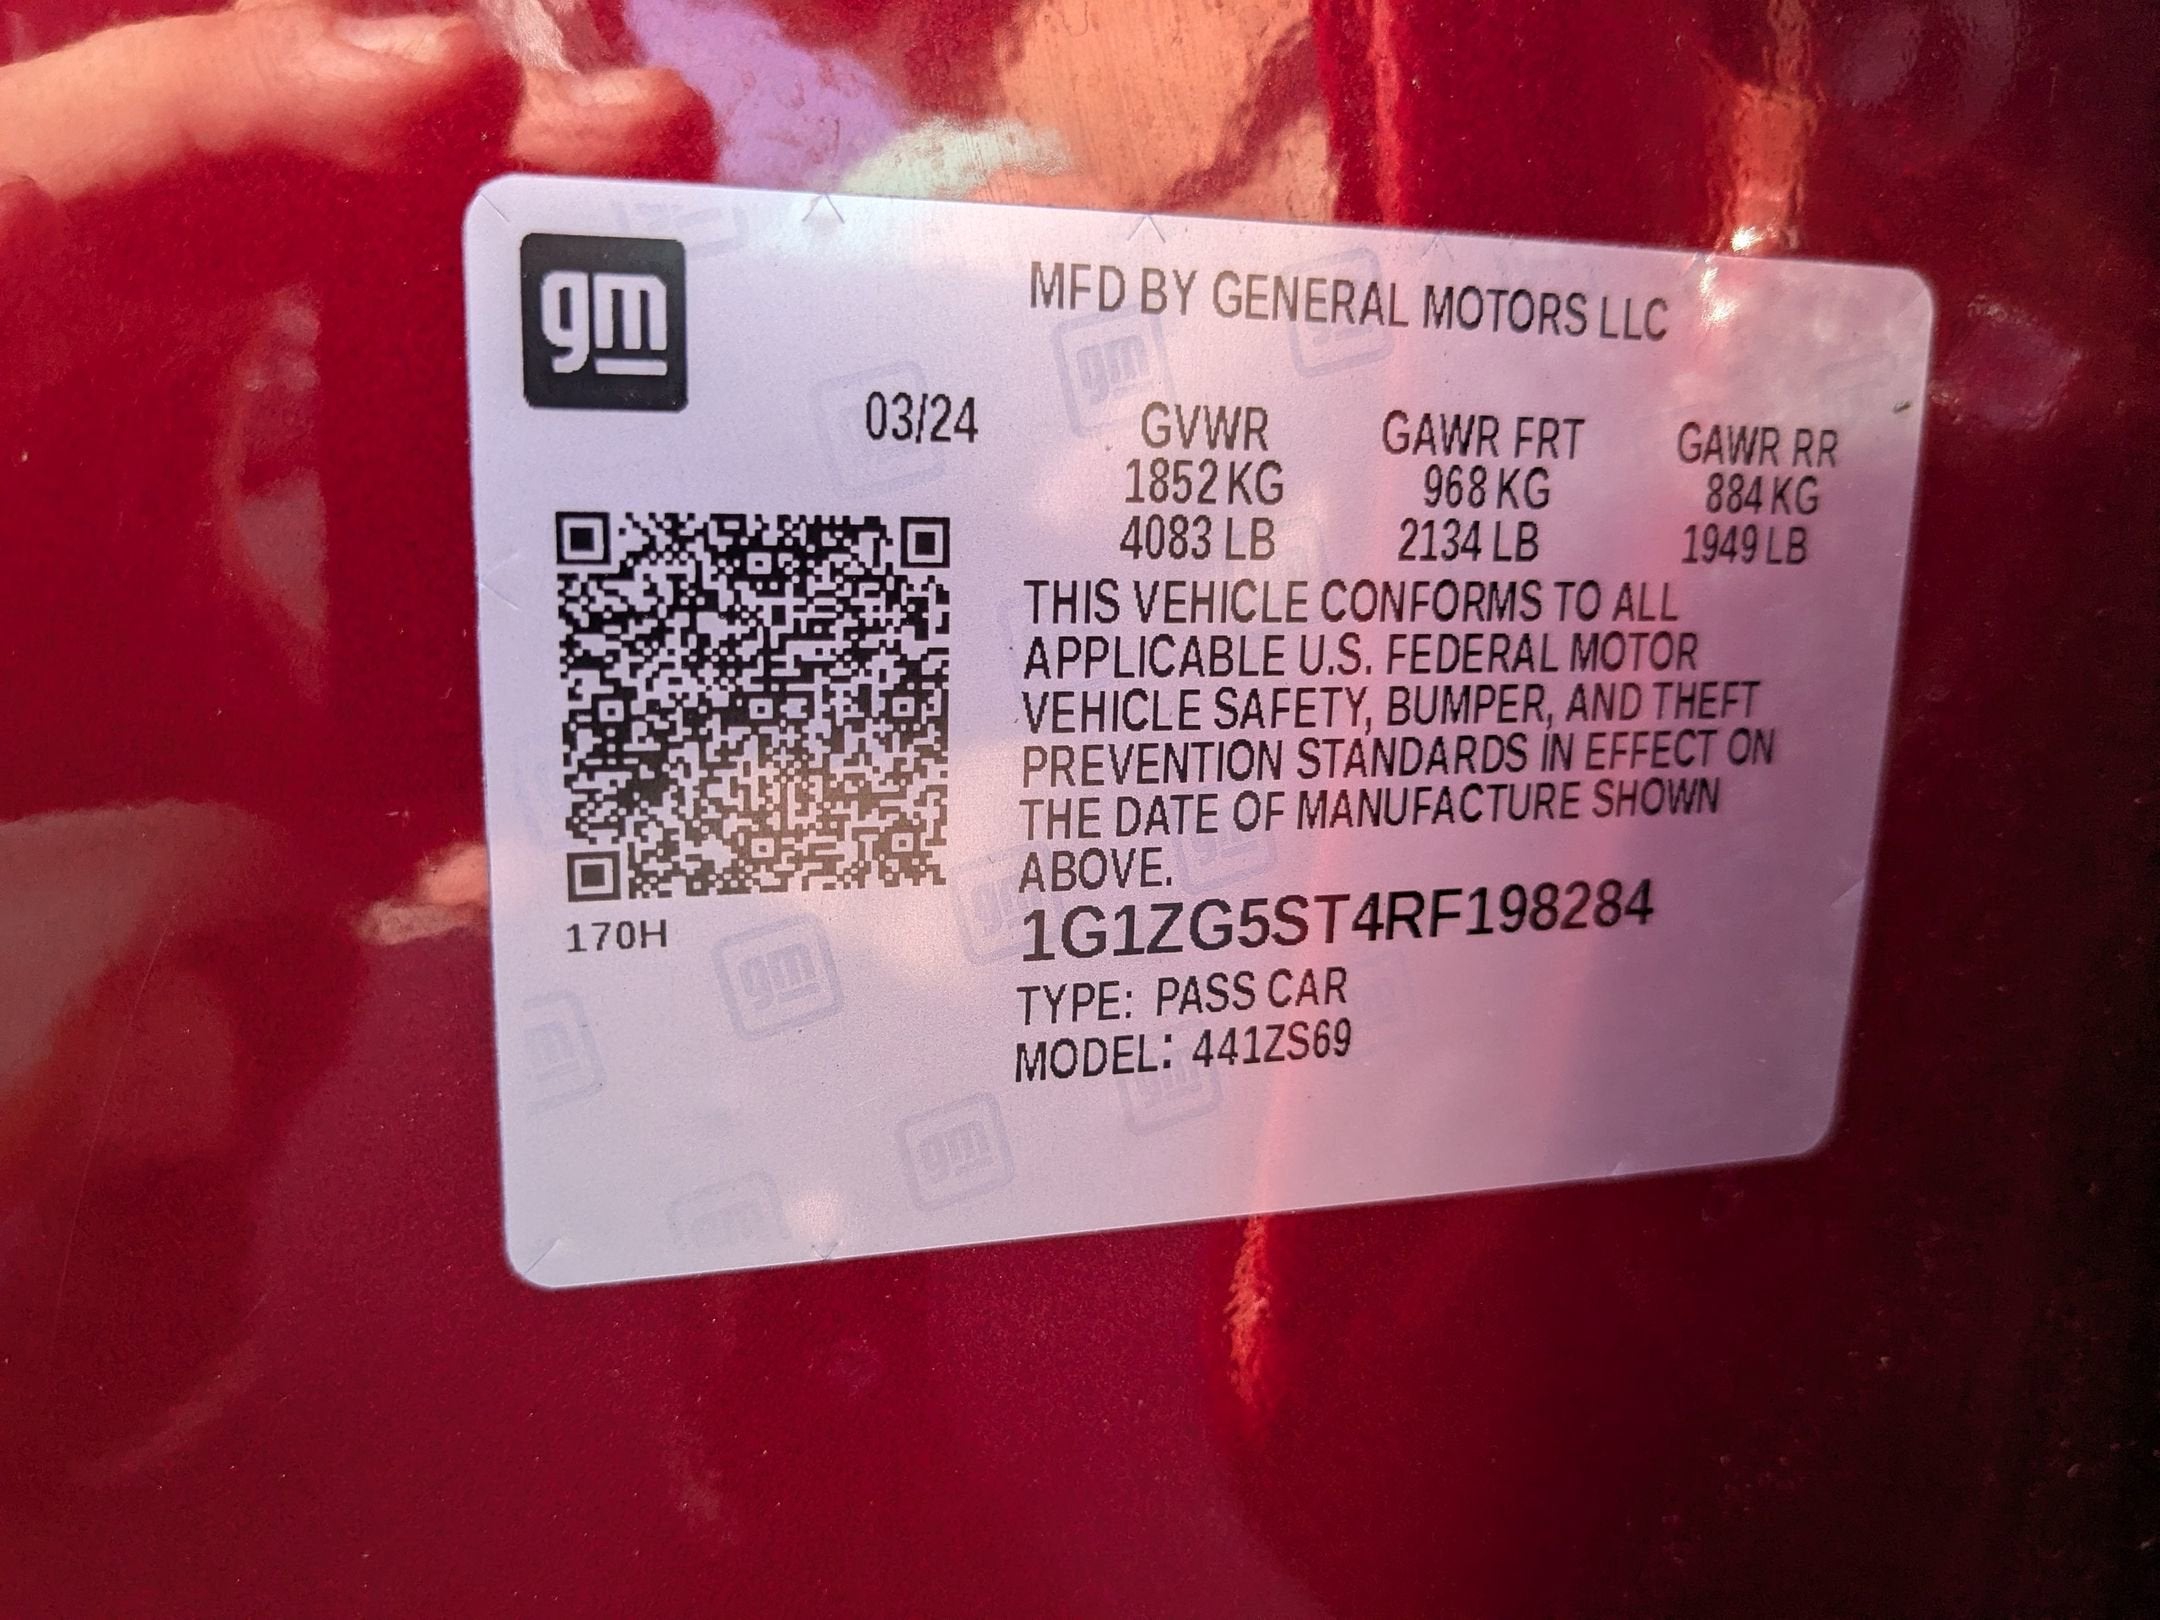 gm
MFD BY GENERAL MOTORS LLC
03/24
GVWR GAWR FRT GAWR RR
1852 KG 968 KG 884 KG
4083 LB 2134 LB 1949 LB
THIS VEHICLE CONFORMS TO ALL
APPLICABLE U.S. FEDERAL MOTOR
VEHICLE SAFETY, BUMPER, AND THEFT
PREVENTION STANDARDS IN EFFECT ON
THE DATE OF MANUFACTURE SHOWN
ABOVE.
170H
1G1ZG5ST4RF198284
TYPE: PASS CAR
MODEL: 441ZS69